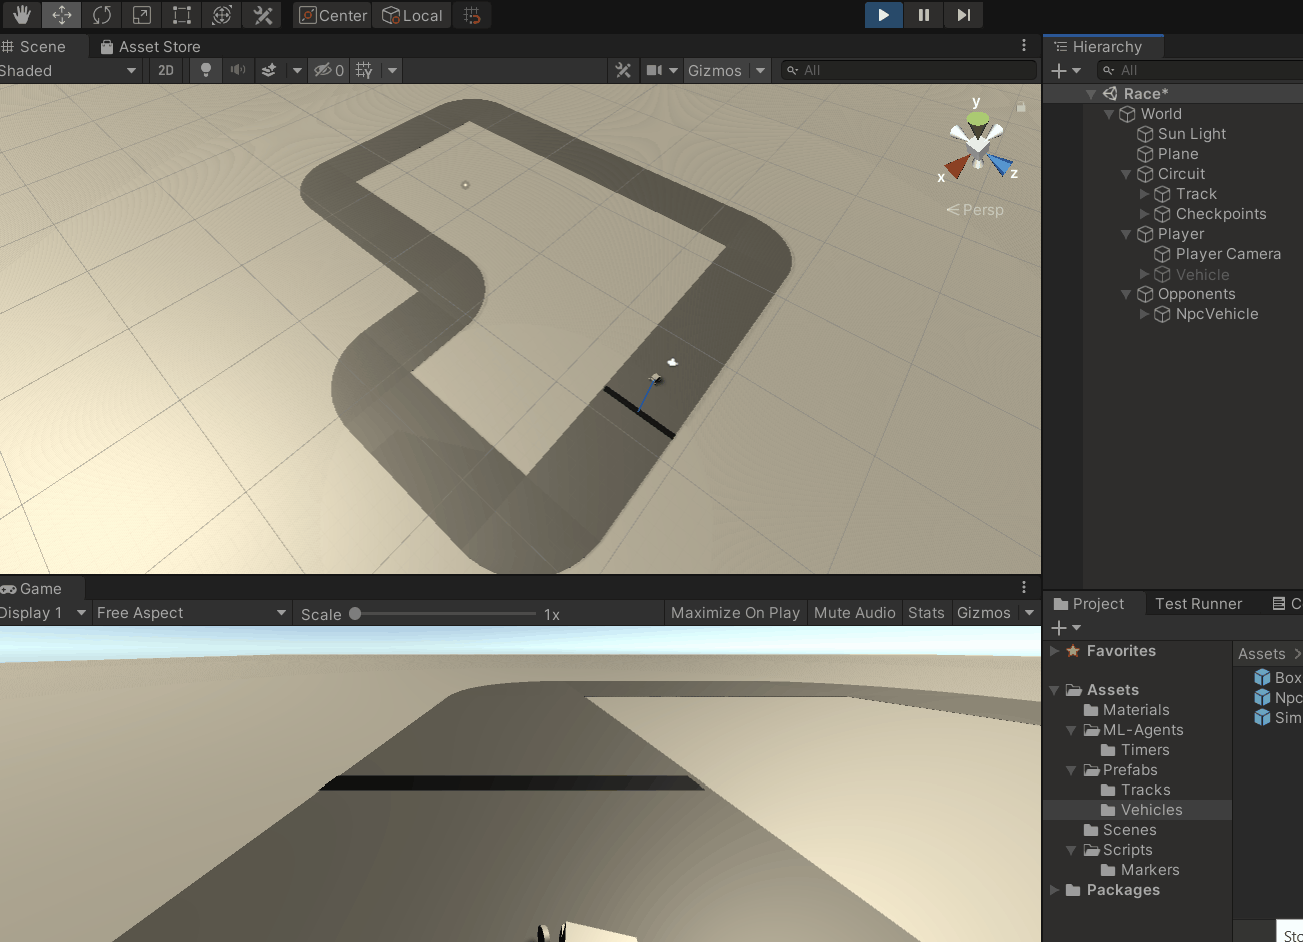 Center
Local
Scene
Asset Store
Shaded
2D
0
Gizmos
All
y
x
z
Persp
Game
Display 1
Free Aspect
Scale
1x
Maximize On Play
Mute Audio
Stats
Gizmos
Hierarchy
All
Race*
World
Sun Light
Plane
Circuit
Track
Checkpoints
Player
Player Camera
Vehicle
Opponents
NpcVehicle
Project
Test Runner
C
Favorites
Assets
Materials
ML-Agents
Timers
Prefabs
Tracks
Vehicles
Scenes
Scripts
Markers
Packages
Assets >
Box
Npc
Sim
Sto